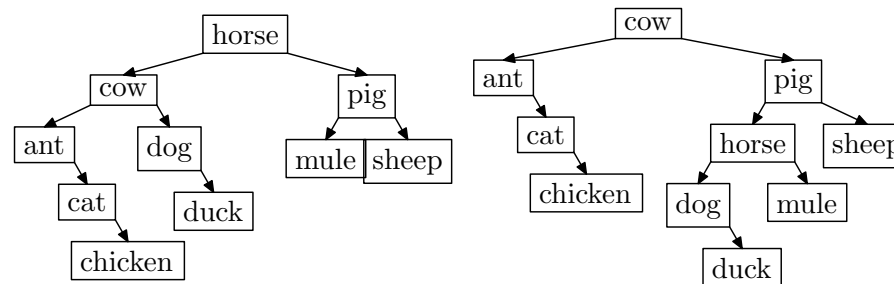 horse
cow
pig
ant
dog
mule
sheep
cat
duck
chicken
cow
ant
pig
cat
horse
sheep
chicken
dog
mule
duck